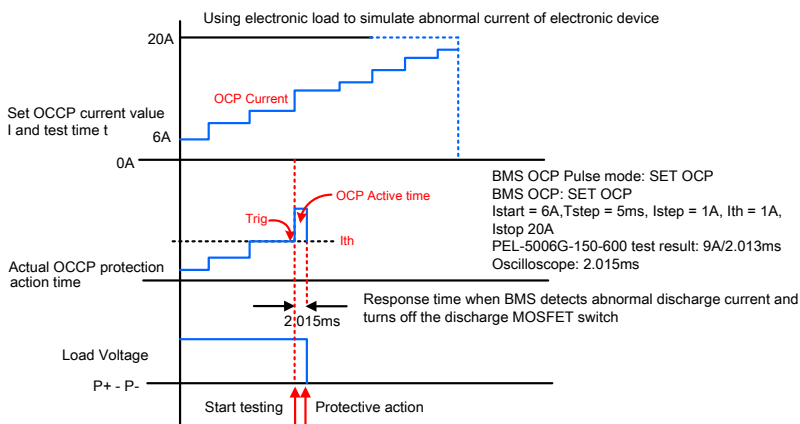 Using electronic load to simulate abnormal current of electronic device
20A
OCP Current
Set OCCP current value
I and test time t
6A
0A
BMS OCP Pulse mode: SET OCP
BMS OCP: SET OCP
Istart = 6A,Tstep = 5ms, Istep = 1A, Ith = 1A,
Istop 20A
PEL-5006G-150-600 test result: 9A/2.013ms
Oscilloscope: 2.015ms
OCP Active time
Trig
Ith
Actual OCCP protection
action time
Response time when BMS detects abnormal discharge current and
turns off the discharge MOSFET switch
2.015ms
Load Voltage
P+ - P-
Start testing
Protective action